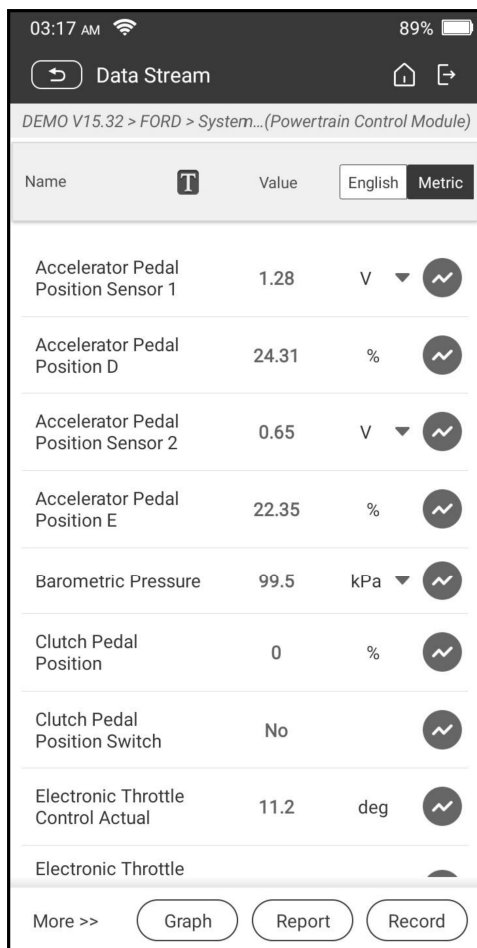 03:17 AM 89%
Data Stream
DEMO V15.32 > FORD > System...(Powertrain Control Module)
Name T Value English Metric
Accelerator Pedal
Position Sensor 1 1.28 V
Accelerator Pedal
Position D 24.31 %
Accelerator Pedal
Position Sensor 2 0.65 V
Accelerator Pedal
Position E 22.35 %
Barometric Pressure 99.5 kPa
Clutch Pedal
Position 0 %
Clutch Pedal
Position Switch No
Electronic Throttle
Control Actual 11.2 deg
Electronic Throttle
More >> Graph Report Record